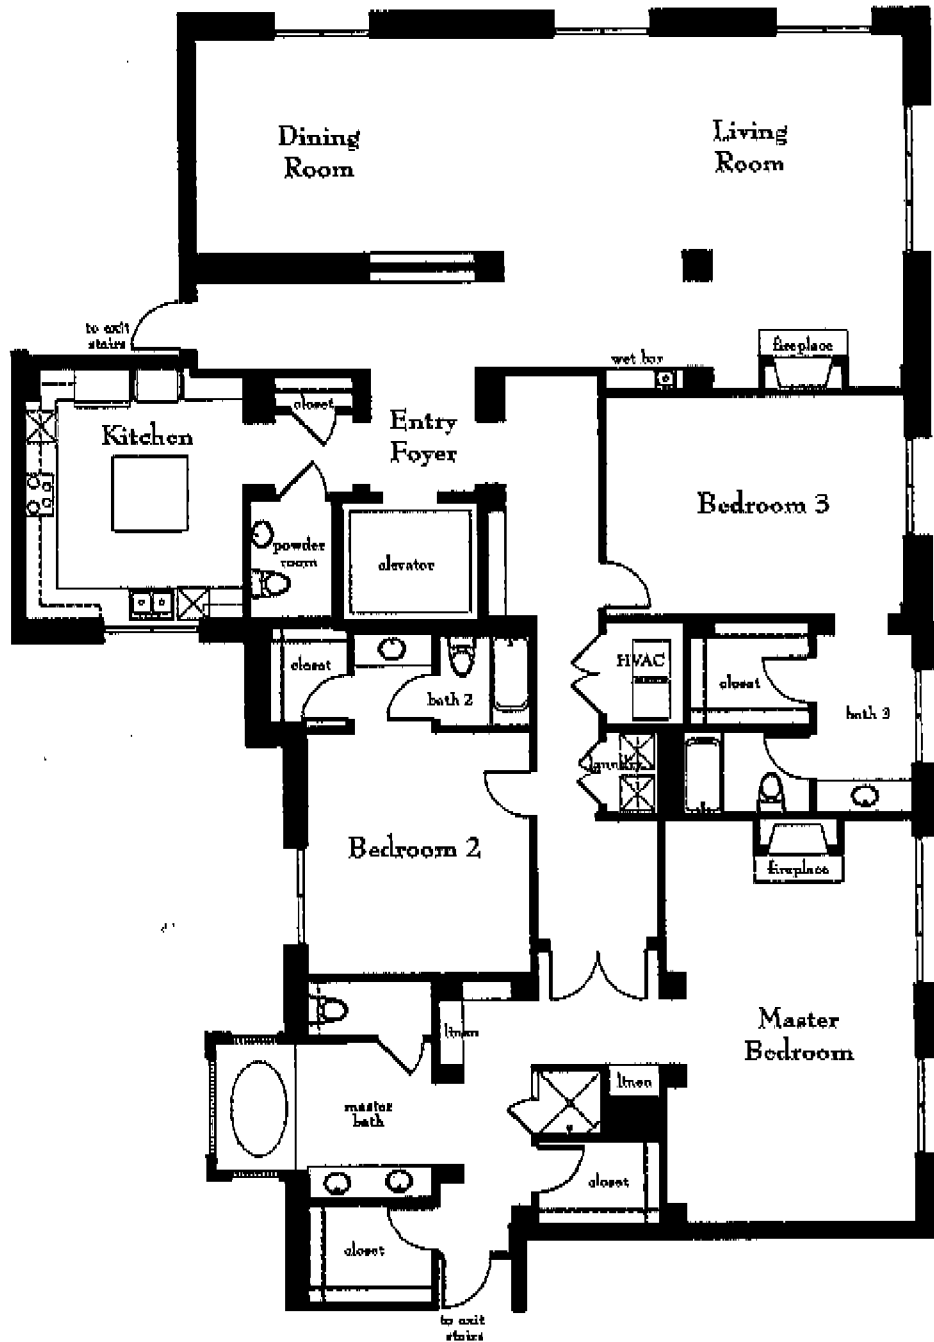 Dining
Room
Living
Room
to exit
stairs
fireplace
wet bar
closet
Kitchen
Entry
Foyer
Bedroom 3
powder
room
elevator
closet
bath 2
HVAC
closet
bath 3
laundry
Bedroom 2
fireplace
Master
Bedroom
linen
linen
master
bath
closet
closet
to exit
stairs